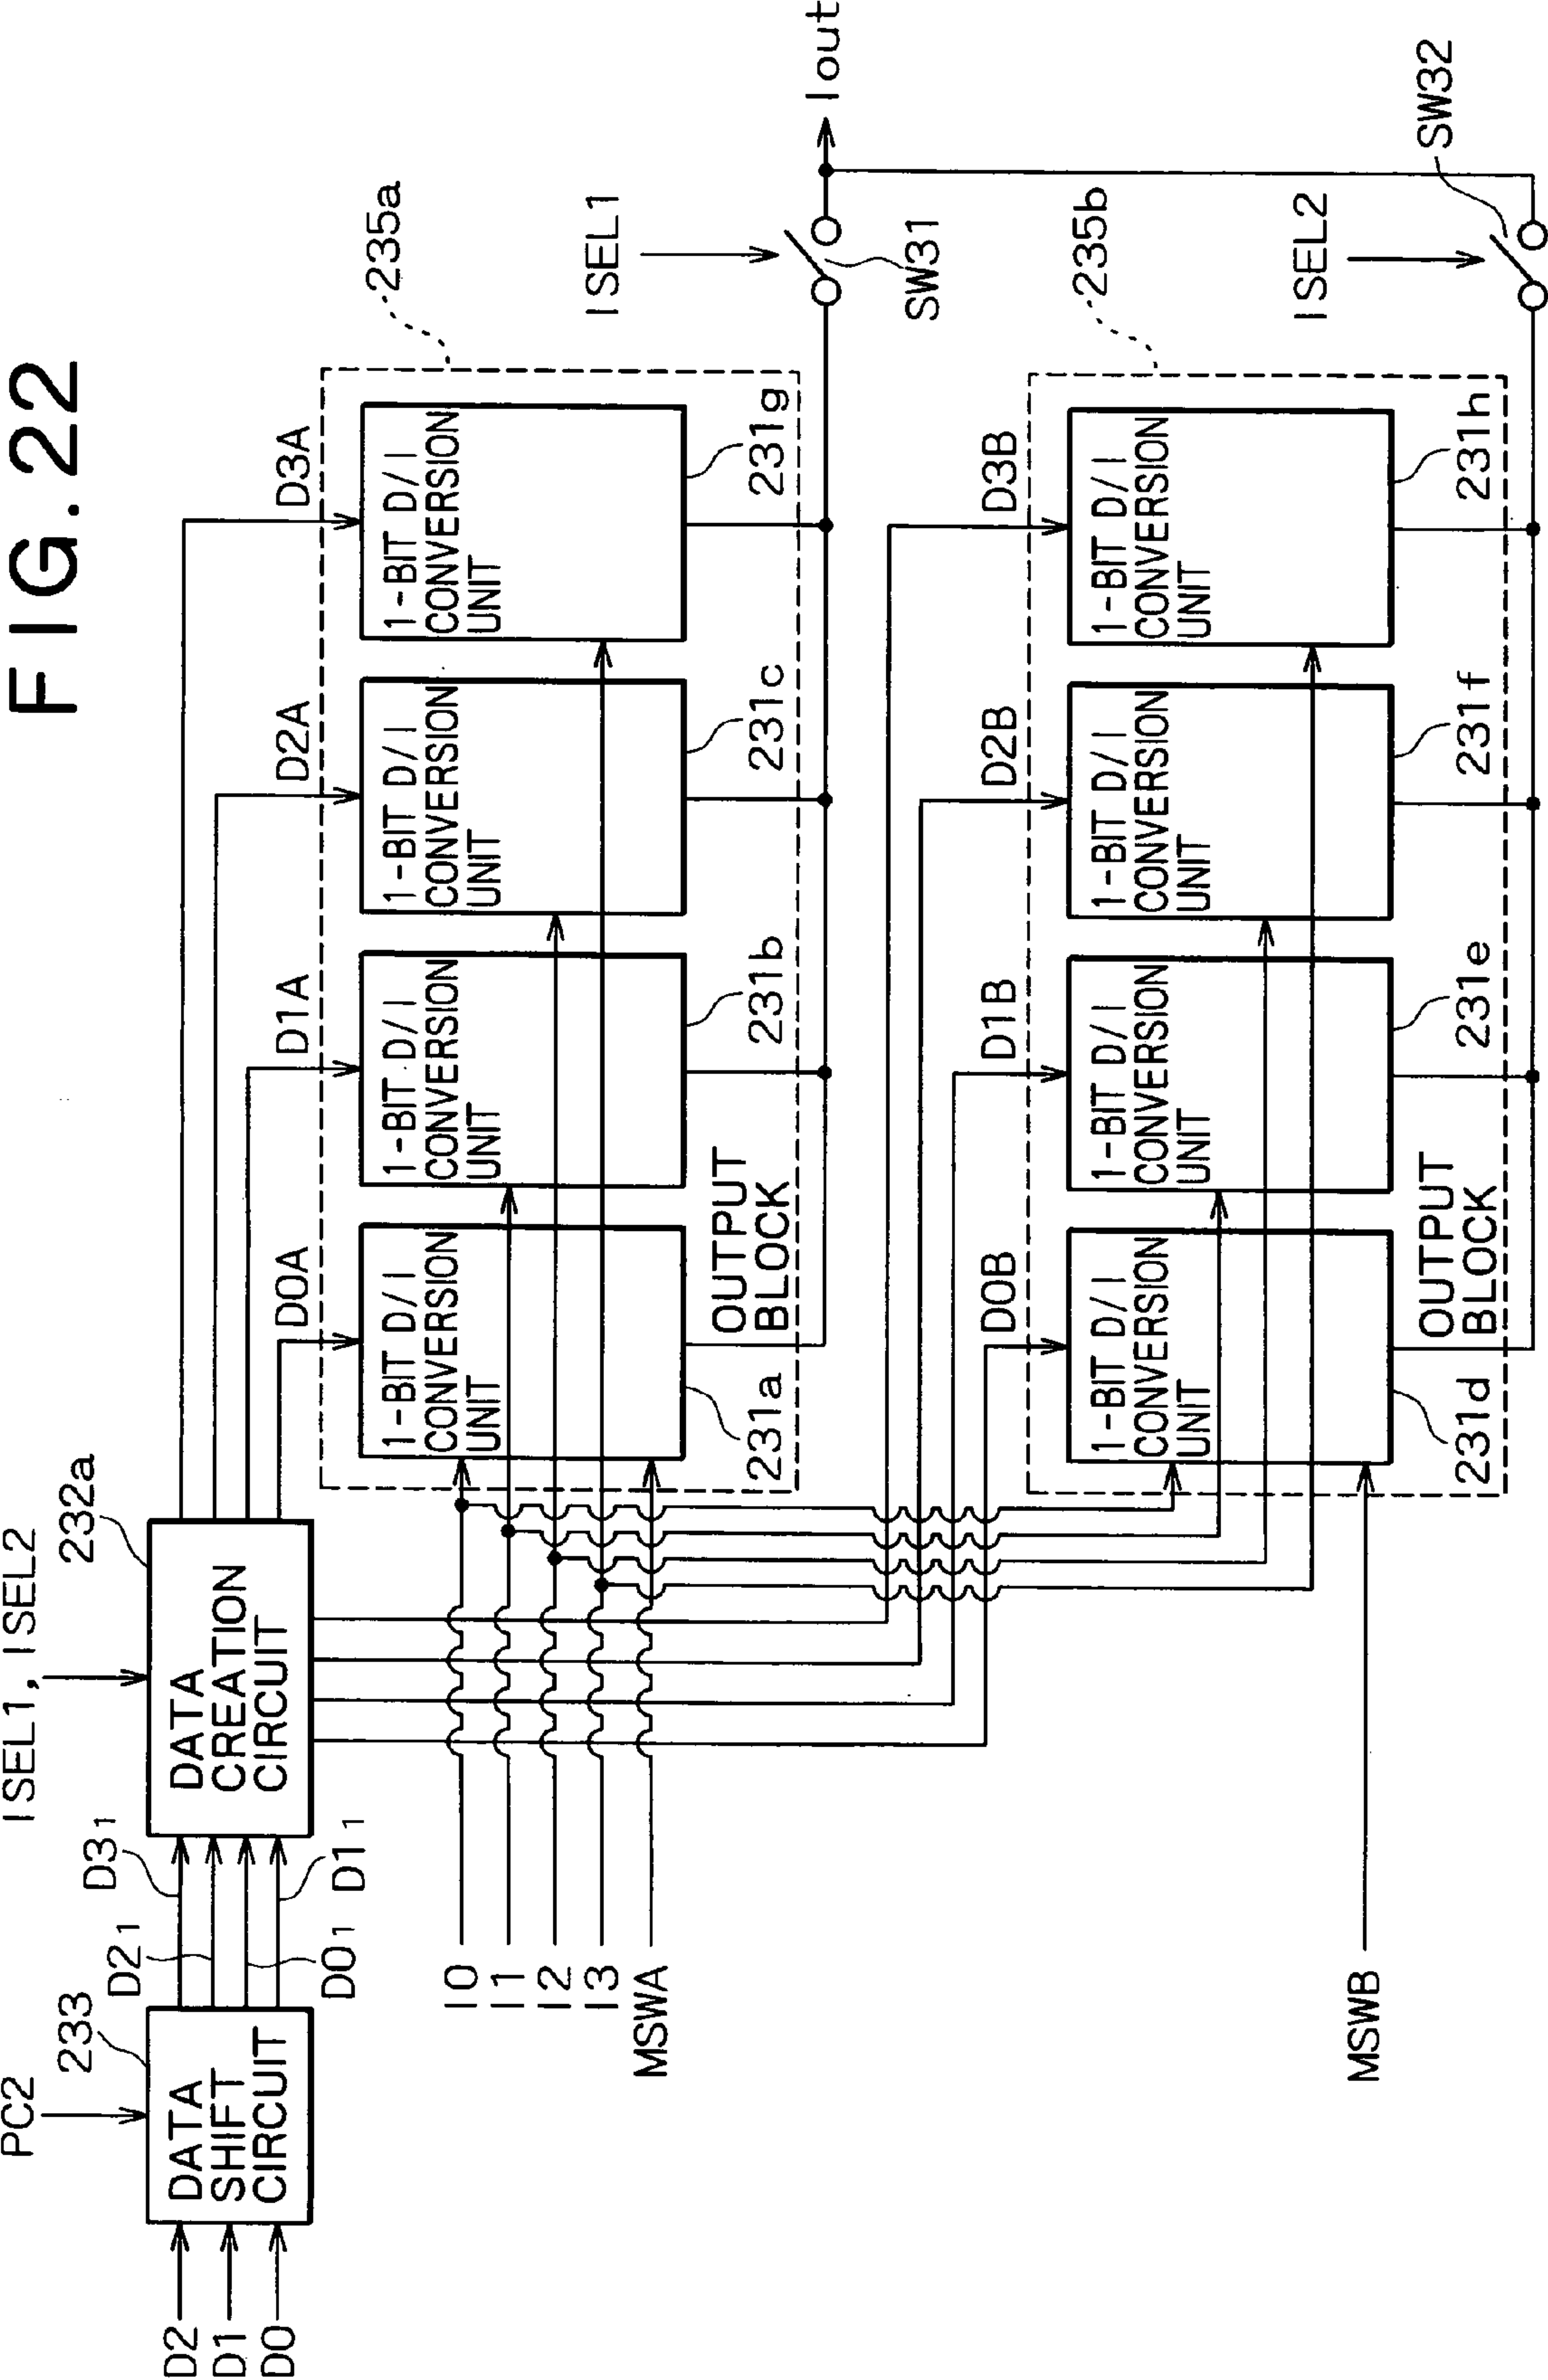 FIG. 22
PC2
233
DATA
SHIFT
CIRCUIT
D2
D1
D0
D31
D21
D01
D11
ISEL1, ISEL2
232a
DATA
CREATION
CIRCUIT
D0A
D1A
D2A
D3A
235a
1-BIT D/I
CONVERSION
UNIT
231a
1-BIT D/I
CONVERSION
UNIT
231b
1-BIT D/I
CONVERSION
UNIT
231c
1-BIT D/I
CONVERSION
UNIT
231g
OUTPUT
BLOCK
I0
I1
I2
I3
MSWA
ISEL1
SW31
Iout
D0B
D1B
D2B
D3B
235b
1-BIT D/I
CONVERSION
UNIT
231d
1-BIT D/I
CONVERSION
UNIT
231e
1-BIT D/I
CONVERSION
UNIT
231f
1-BIT D/I
CONVERSION
UNIT
231h
OUTPUT
BLOCK
MSWB
ISEL2
SW32